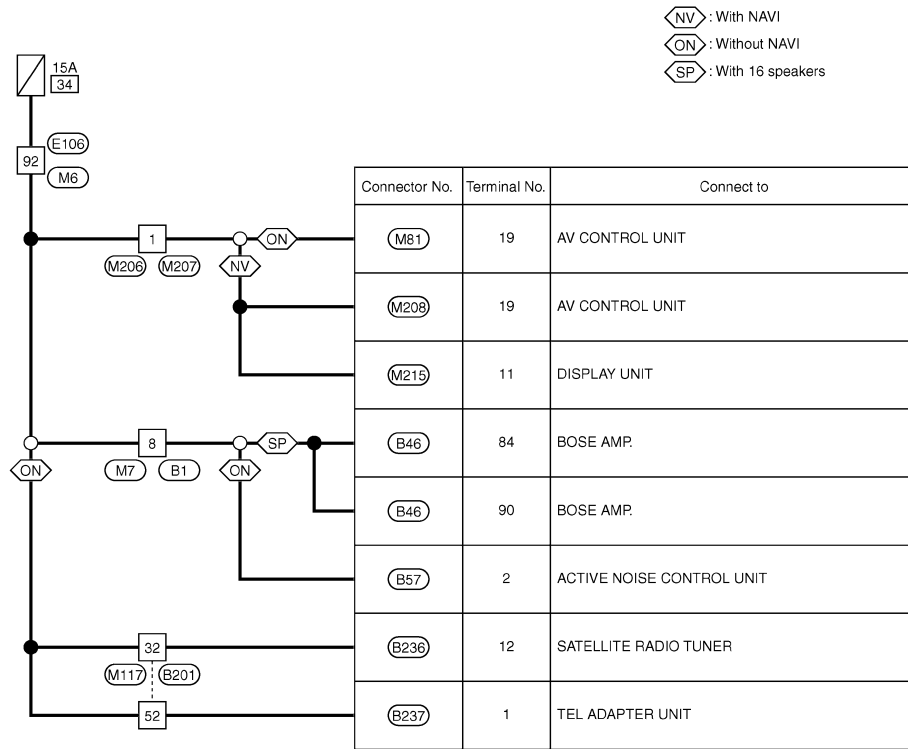 NV : With NAVI
ON : Without NAVI
SP : With 16 speakers
15A
34
E106
92
M6
Connector No. Terminal No. Connect to
1 ON M81 19 AV CONTROL UNIT
M206 M207 NV
M208 19 AV CONTROL UNIT
M215 11 DISPLAY UNIT
8 SP B46 84 BOSE AMP.
ON M7 B1 ON
B46 90 BOSE AMP.
B57 2 ACTIVE NOISE CONTROL UNIT
32 B236 12 SATELLITE RADIO TUNER
M117 B201
52 B237 1 TEL ADAPTER UNIT